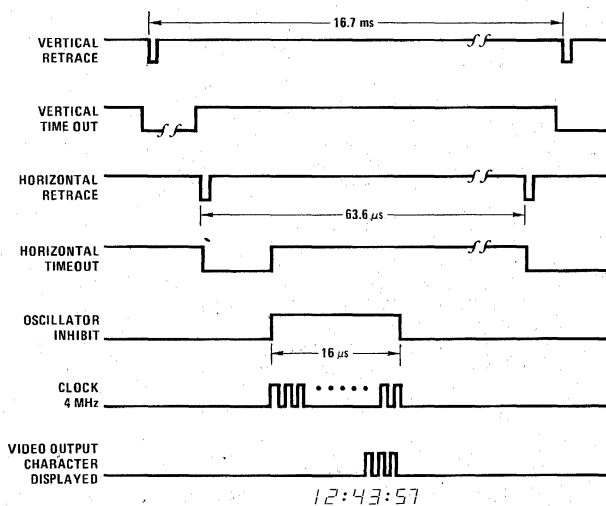 16.7 ms
VERTICAL
RETRACE
VERTICAL
TIME OUT
HORIZONTAL
RETRACE
63.6 µs
HORIZONTAL
TIMEOUT
OSCILLATOR
INHIBIT
16 µs
CLOCK
4 MHz
VIDEO OUTPUT
CHARACTER
DISPLAYED
12:43:57